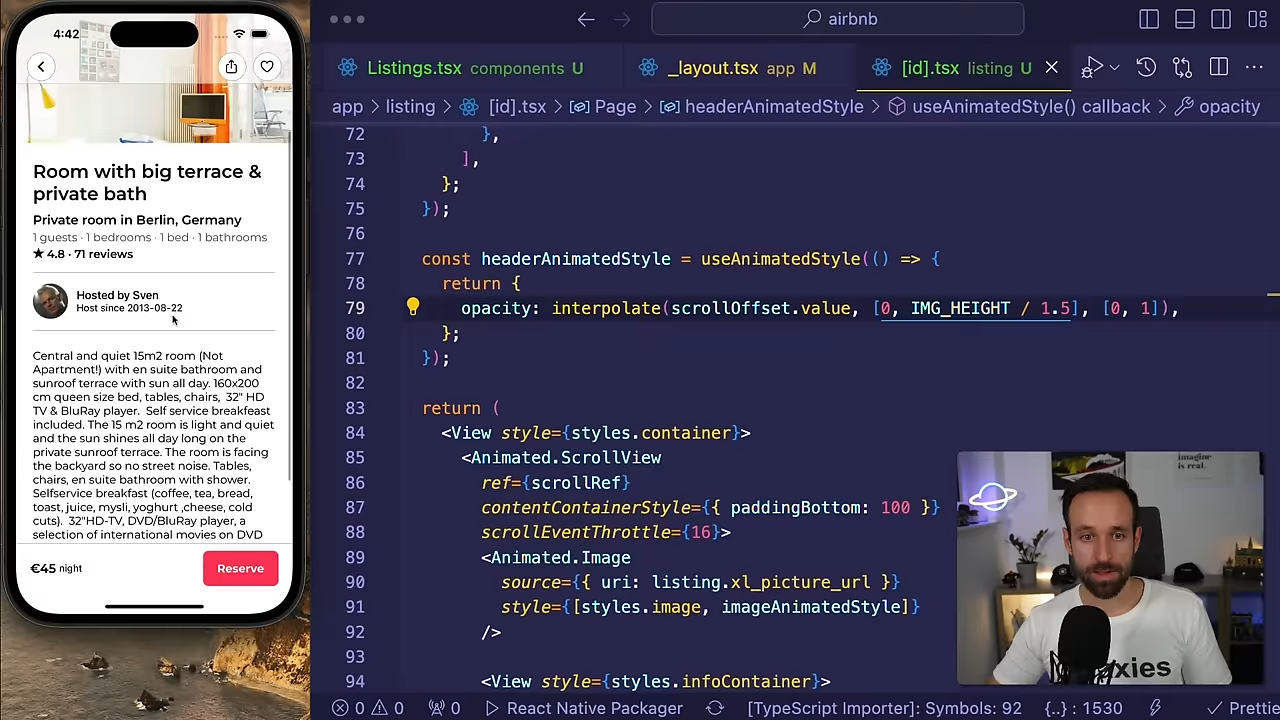 4:42
Room with big terrace &
private bath
Private room in Berlin, Germany
1 guests · 1 bedrooms · 1 bed · 1 bathrooms
★ 4.8 · 71 reviews
Hosted by Sven
Host since 2013-08-22
Central and quiet 15m2 room (Not
Apartment!) with en suite bathroom and
sunroof terrace with sun all day. 160x200
cm queen size bed, tables, chairs,  32" HD
TV & BluRay player.  Self service breakfeast
included. The 15 m2 room is light and quiet
and the sun shines all day long on the
private sunroof terrace. The room is facing
the backyard so no street noise. Tables,
chairs, en suite bathroom with shower.
Selfservice breakfast (coffee, tea, bread,
toast, juice, mysli, yoghurt ,cheese, cold
cuts).  32"HD-TV, DVD/BluRay player, a
selection of international movies on DVD
€45 night
Reserve
airbnb
Listings.tsx components U
_layout.tsx app M
[id].tsx listing U
app > listing > [id].tsx > Page > headerAnimatedStyle > useAnimatedStyle() callback > opacity
72 },
73 ],
74 };
75 });
76
77 const headerAnimatedStyle = useAnimatedStyle(() => {
78 return {
79 opacity: interpolate(scrollOffset.value, [0, IMG_HEIGHT / 1.5], [0, 1]),
80 };
81 });
82
83 return (
84 <View style={styles.container}>
85 <Animated.ScrollView
86 ref={scrollRef}
87 contentContainerStyle={{ paddingBottom: 100 }}
88 scrollEventThrottle={16}>
89 <Animated.Image
90 source={{ uri: listing.xl_picture_url }}
91 style={[styles.image, imageAnimatedStyle]}
92 />
93
94 <View style={styles.infoContainer}>
imagine
is real.
0 0 0 React Native Packager [TypeScript Importer]: Symbols: 92 {..} : 1530